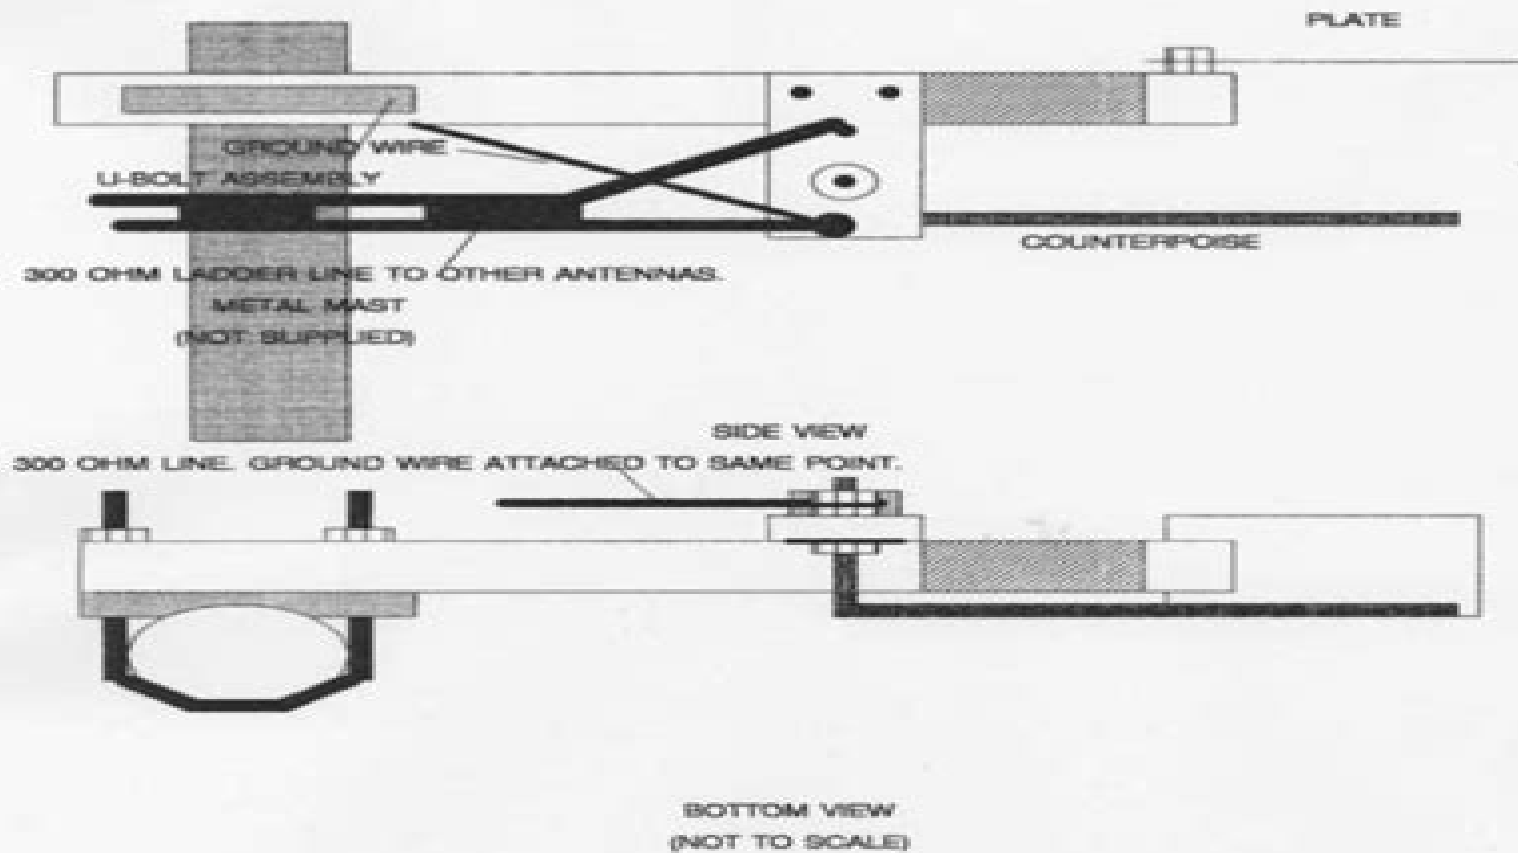 PLATE
GROUND WIRE
U-BOLT ASSEMBLY
COUNTERPOISE
300 OHM LADDER LINE TO OTHER ANTENNAS.
METAL MAST
(NOT SUPPLIED)
SIDE VIEW
300 OHM LINE. GROUND WIRE ATTACHED TO SAME POINT.
BOTTOM VIEW
(NOT TO SCALE)